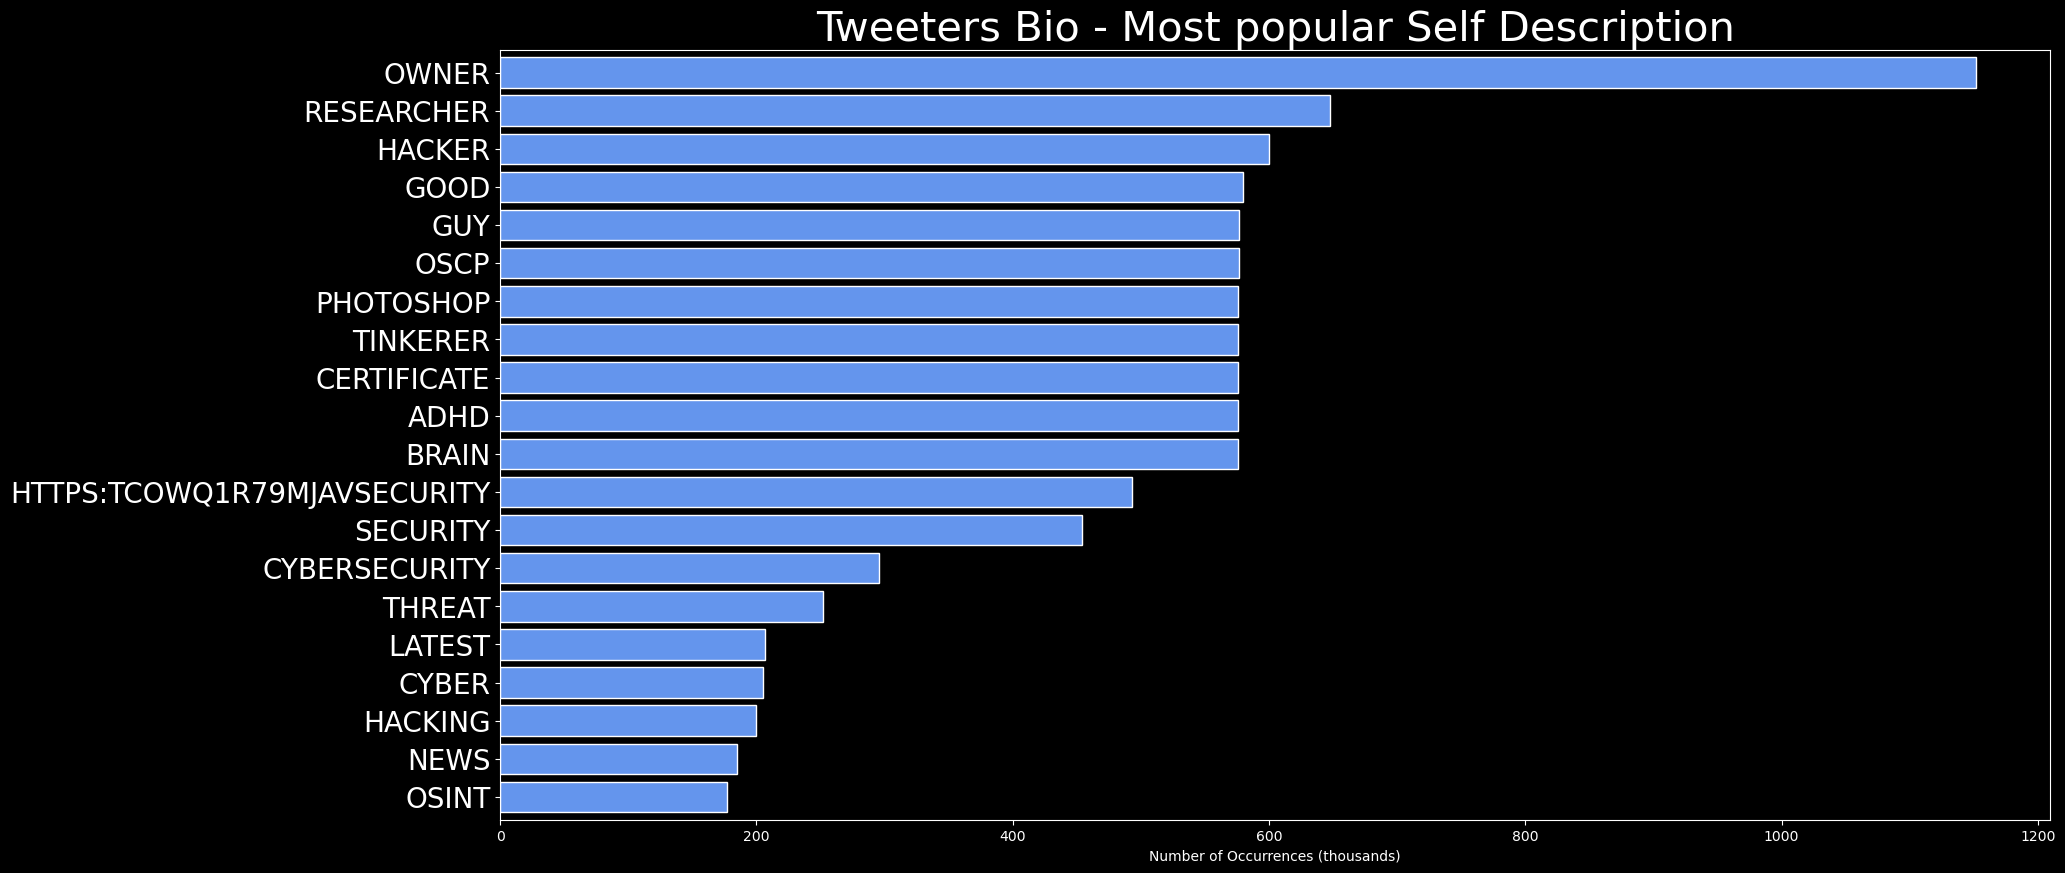 Tweeters Bio - Most popular Self Description
OWNER
RESEARCHER
HACKER
GOOD
GUY
OSCP
PHOTOSHOP
TINKERER
CERTIFICATE
ADHD
BRAIN
HTTPS:TCOWQ1R79MJAVSECURITY
SECURITY
CYBERSECURITY
THREAT
LATEST
CYBER
HACKING
NEWS
OSINT
0 200 400 600 800 1000 1200
Number of Occurrences (thousands)